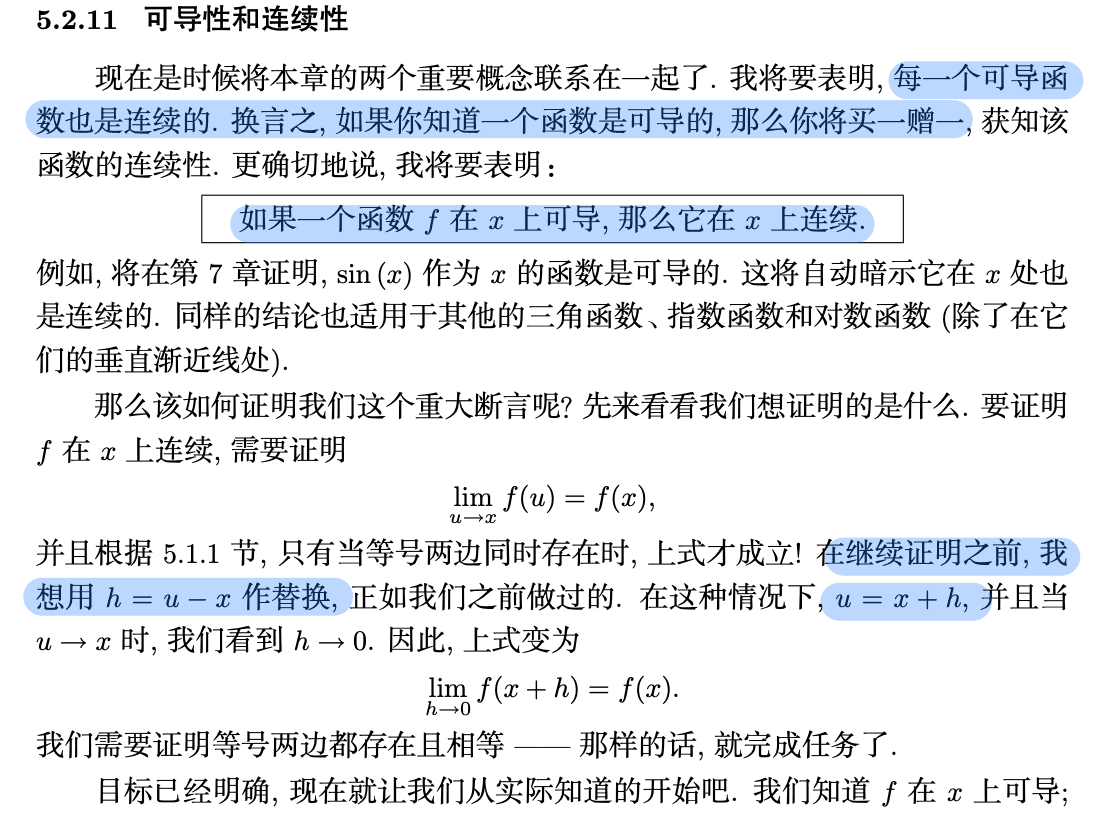 5.2.11 可导性和连续性
现在是时候将本章的两个重要概念联系在一起了. 我将要表明, 每一个可导函
数也是连续的. 换言之, 如果你知道一个函数是可导的, 那么你将买一赠一, 获知该
函数的连续性. 更确切地说, 我将要表明:
如果一个函数 f 在 x 上可导, 那么它在 x 上连续.
例如, 将在第 7 章证明, sin (x) 作为 x 的函数是可导的. 这将自动暗示它在 x 处也
是连续的. 同样的结论也适用于其他的三角函数、指数函数和对数函数 (除了在它
们的垂直渐近线处).
那么该如何证明我们这个重大断言呢? 先来看看我们想证明的是什么. 要证明
f 在 x 上连续, 需要证明
lim f(u) = f(x),
u→x
并且根据 5.1.1 节, 只有当等号两边同时存在时, 上式才成立! 在继续证明之前, 我
想用 h = u − x 作替换, 正如我们之前做过的. 在这种情况下, u = x + h, 并且当
u → x 时, 我们看到 h → 0. 因此, 上式变为
lim f(x + h) = f(x).
h→0
我们需要证明等号两边都存在且相等 —— 那样的话, 就完成任务了.
目标已经明确, 现在就让我们从实际知道的开始吧. 我们知道 f 在 x 上可导;